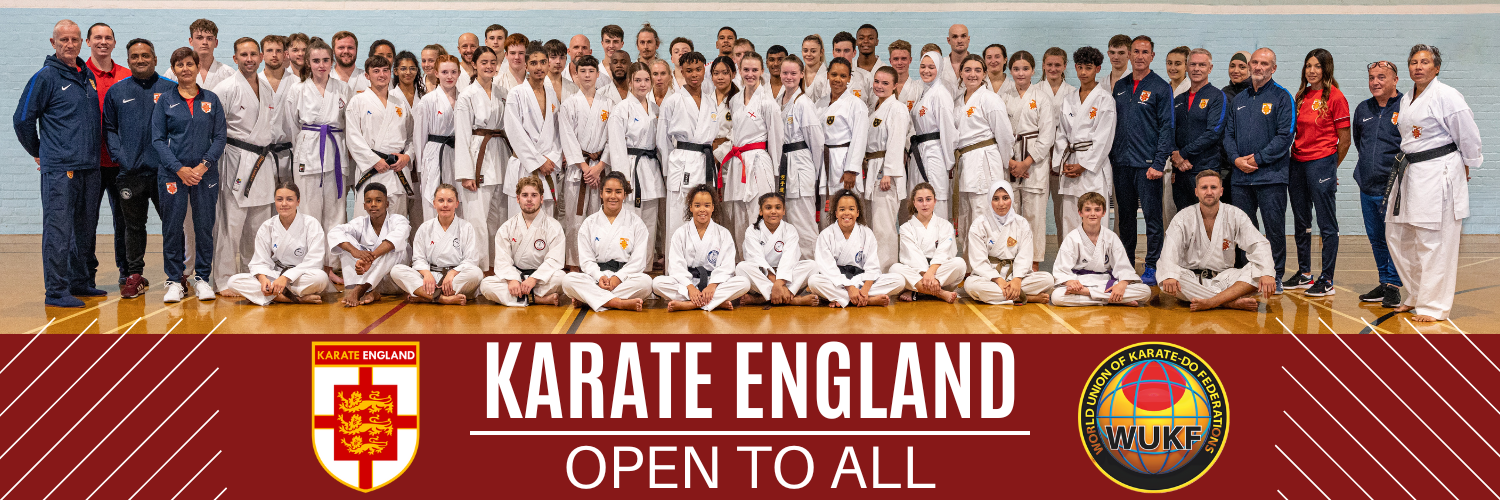 KARATE ENGLAND
KARATE ENGLAND
OPEN TO ALL
WORLD UNION OF KARATE-DO FEDERATIONS
WUKF